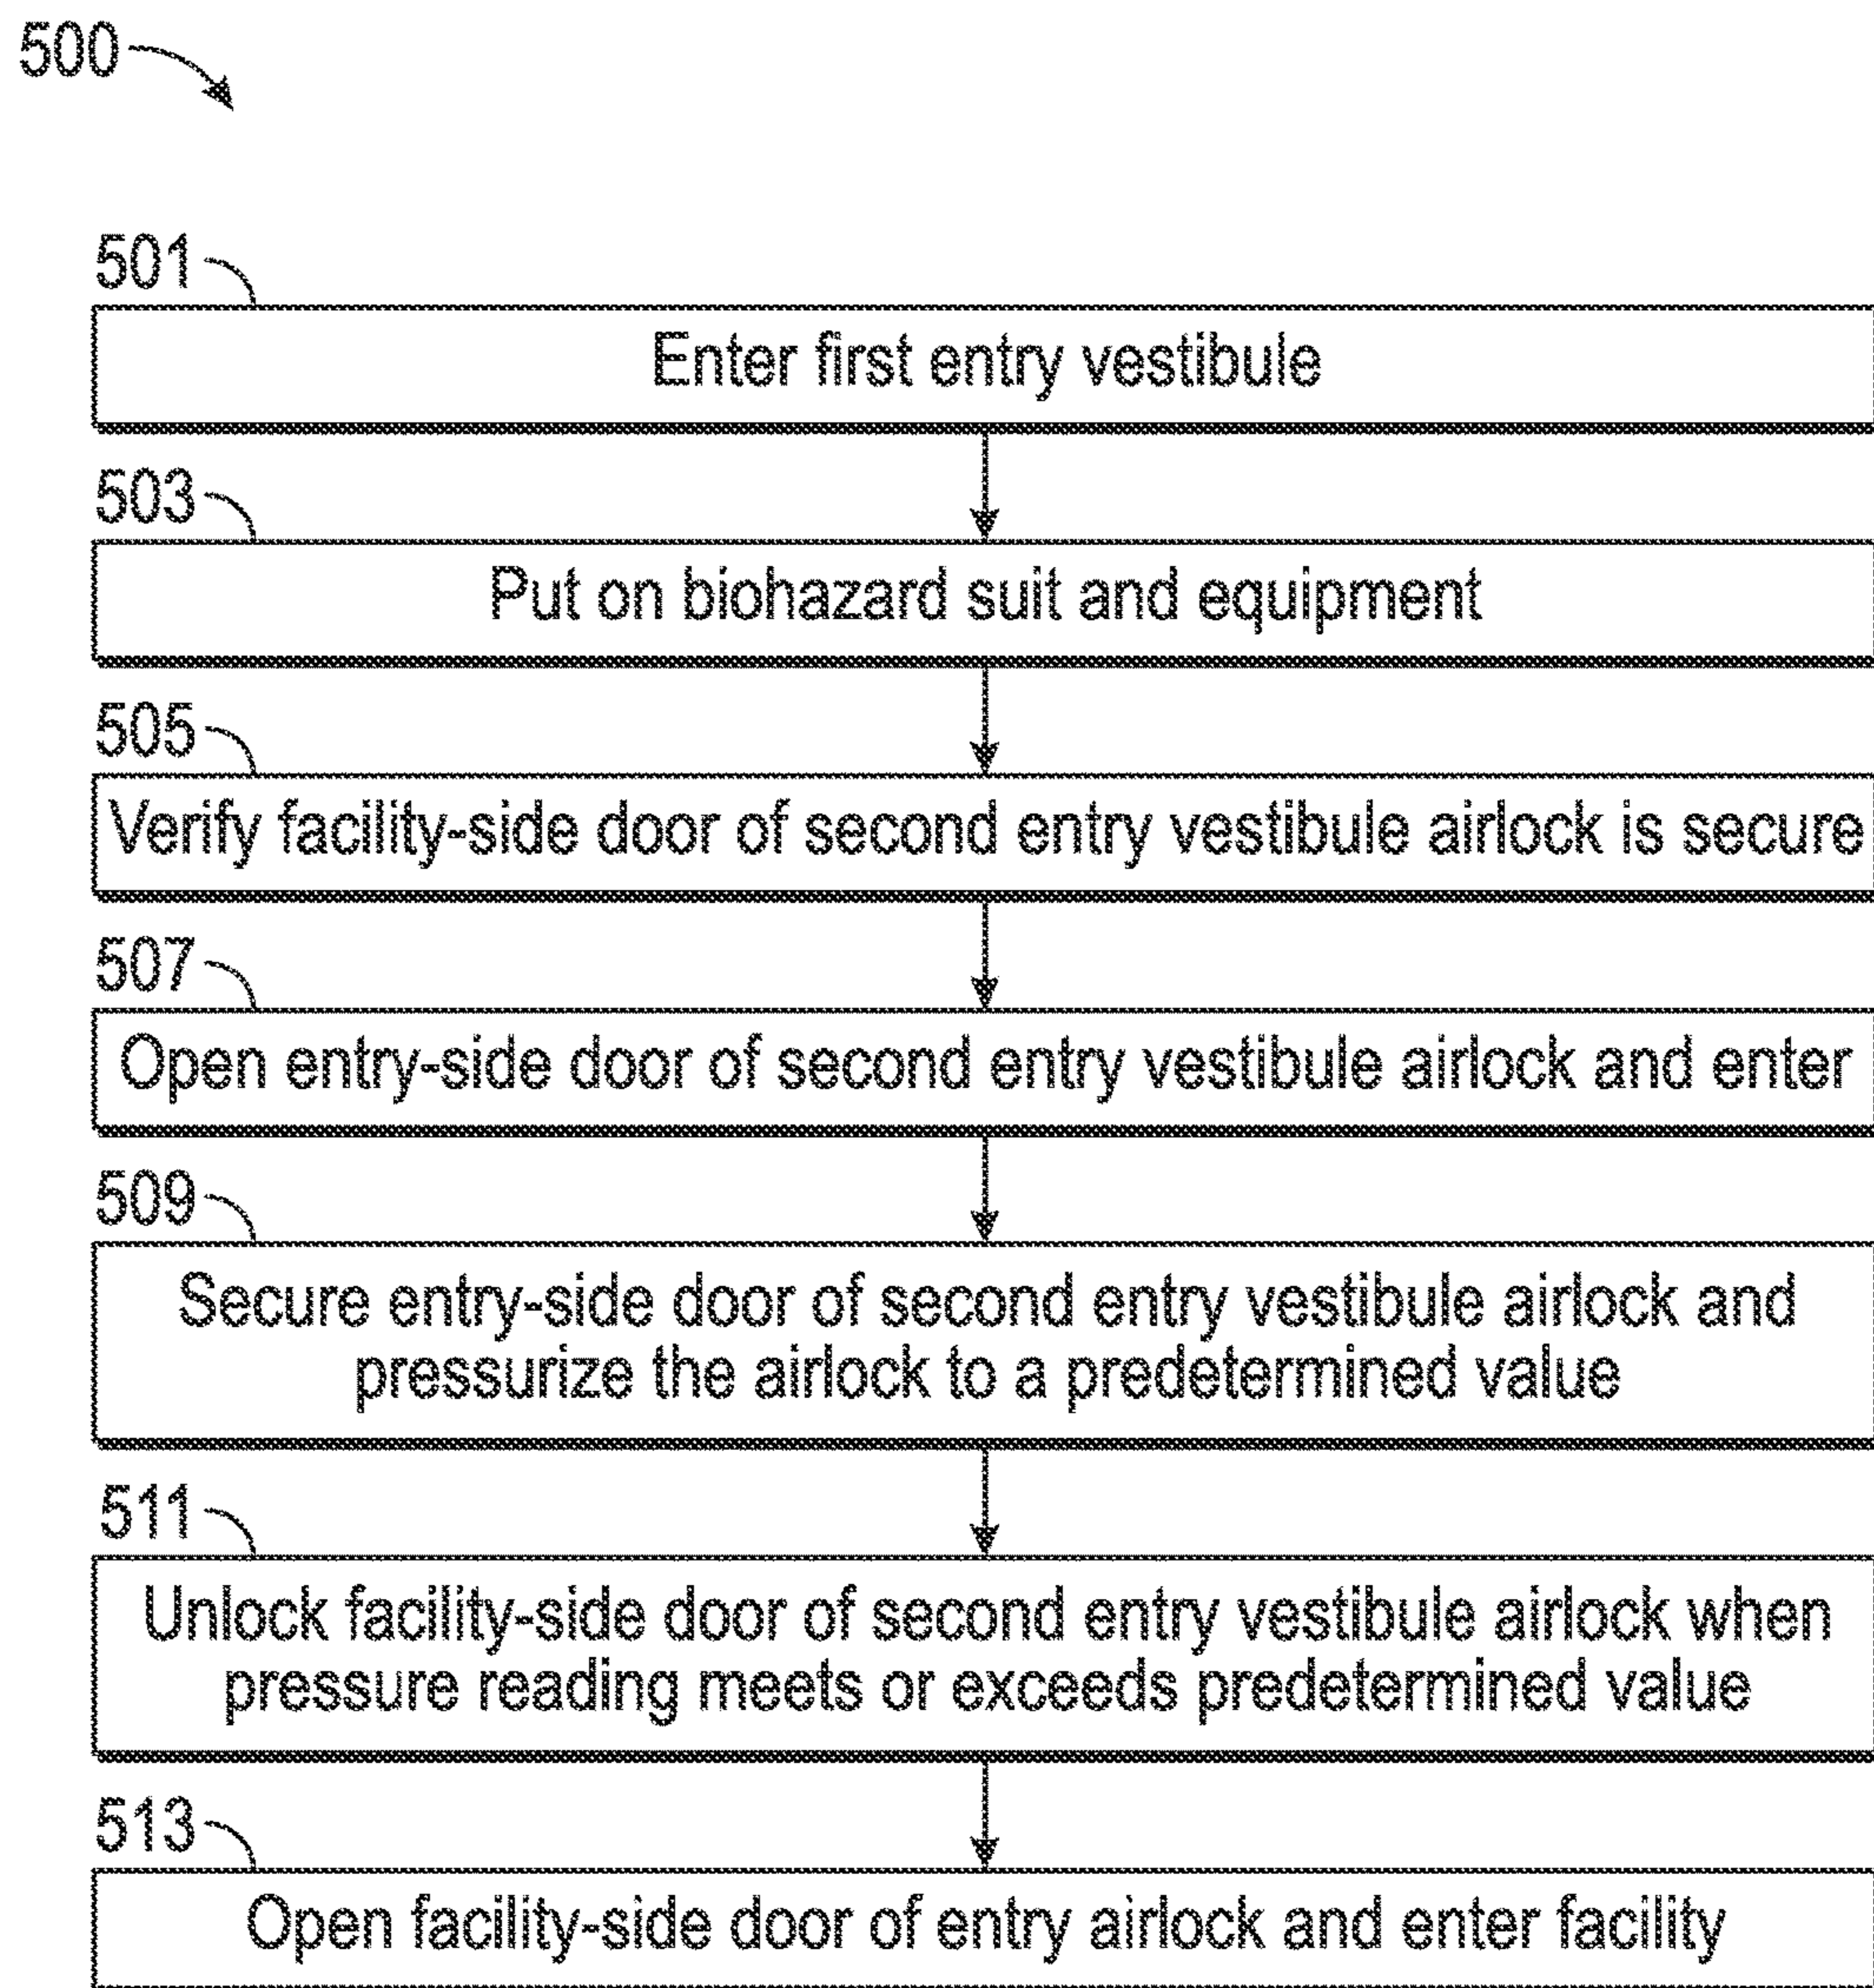 500
501
Enter first entry vestibule
503
Put on biohazard suit and equipment
505
Verify facility-side door of second entry vestibule airlock is secure
507
Open entry-side door of second entry vestibule airlock and enter
509
Secure entry-side door of second entry vestibule airlock and
pressurize the airlock to a predetermined value
511
Unlock facility-side door of second entry vestibule airlock when
pressure reading meets or exceeds predetermined value
513
Open facility-side door of entry airlock and enter facility